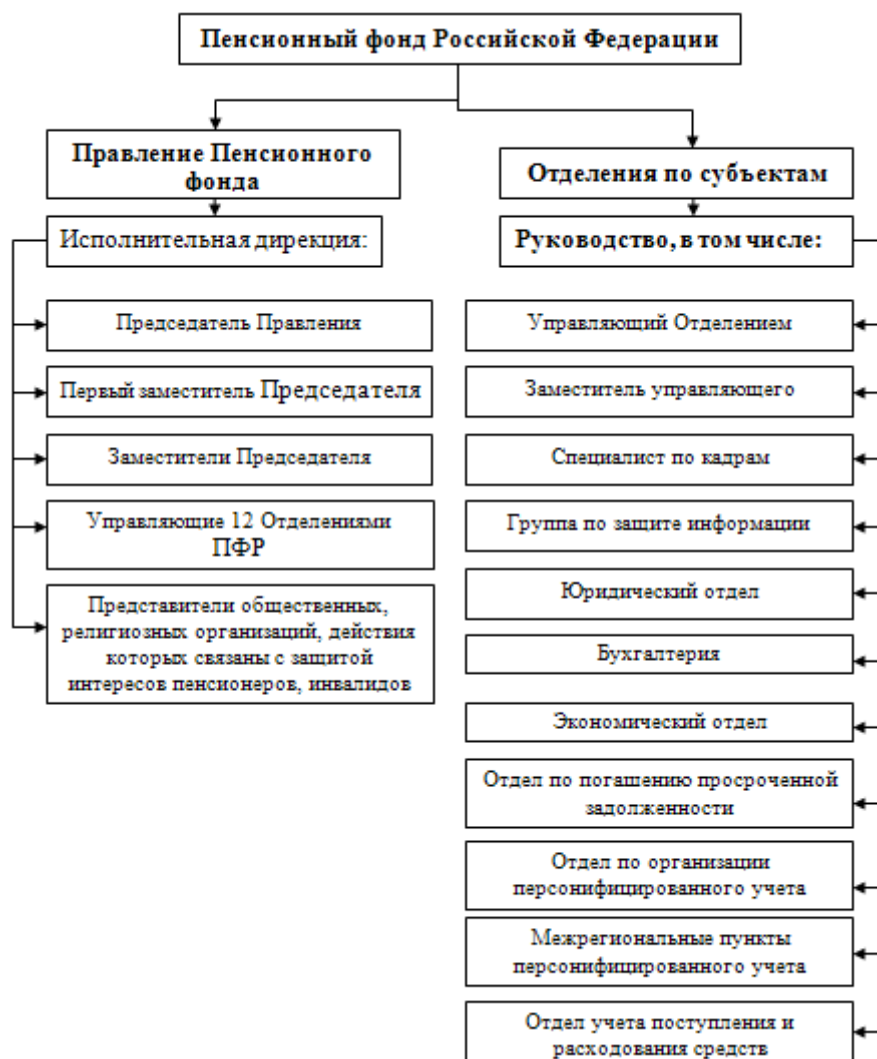 Пенсионный фонд Российской Федерации
Правление Пенсионного
фонда
Исполнительная дирекция:
Председатель Правления
Первый заместитель Председателя
Заместители Председателя
Управляющие 12 Отделениями
ПФР
Представители общественных,
религиозных организаций, действия
которых связаны с защитой
интересов пенсионеров, инвалидов
Отделения по субъектам
Руководство, в том числе:
Управляющий Отделением
Заместитель управляющего
Специалист по кадрам
Группа по защите информации
Юридический отдел
Бухгалтерия
Экономический отдел
Отдел по погашению просроченной
задолженности
Отдел по организации
персонифицированного учета
Межрегиональные пункты
персонифицированного учета
Отдел учета поступления и
расходования средств